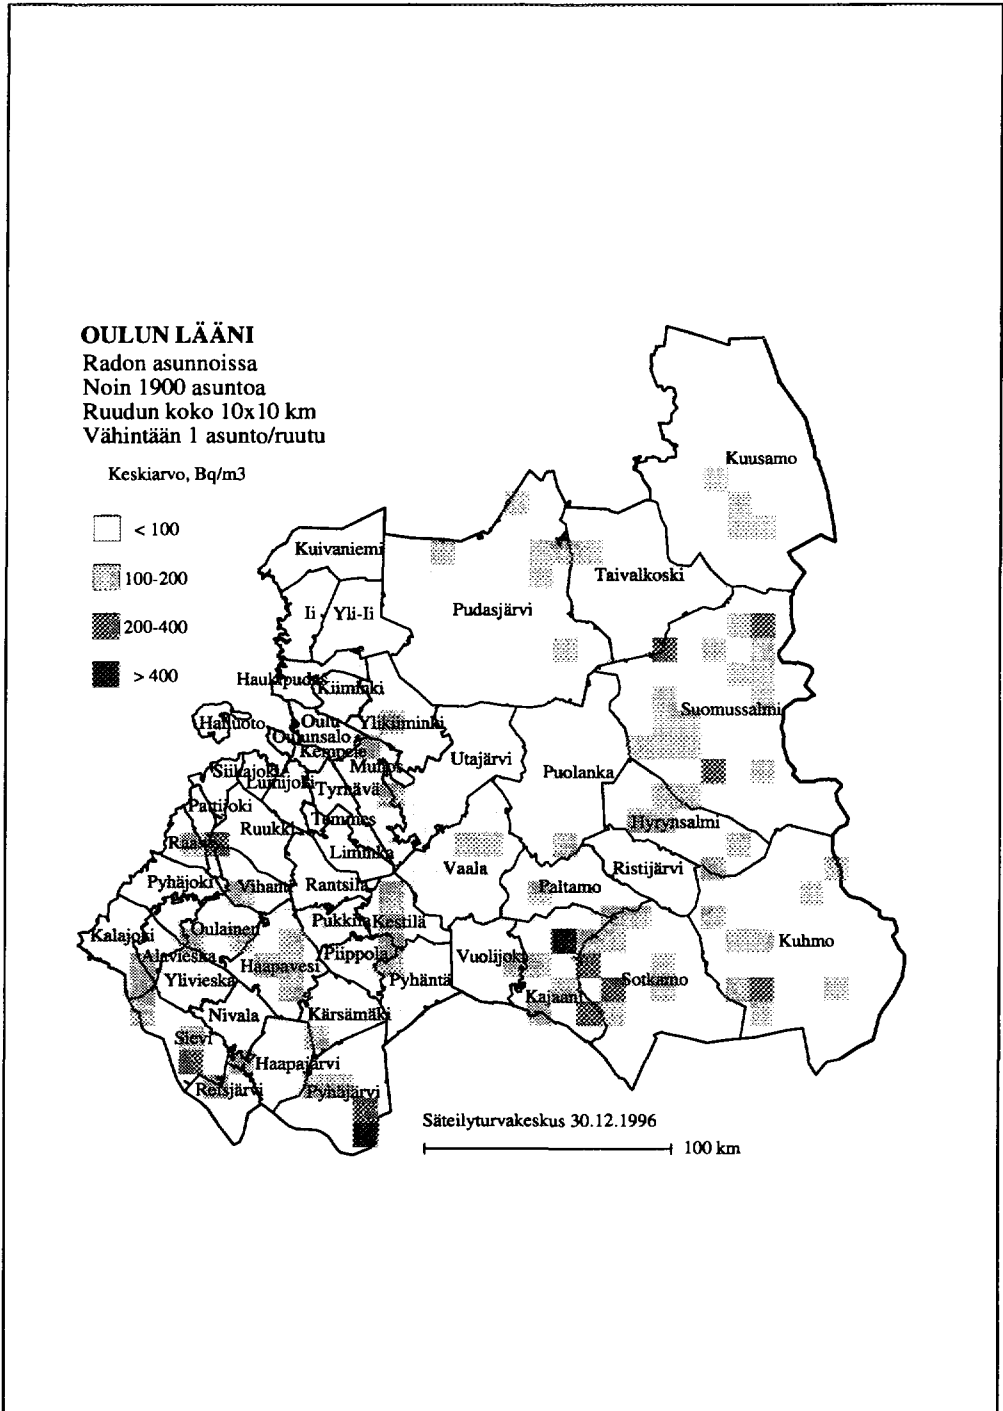 OULUN LÄÄNI
Radon asunnoissa
Noin 1900 asuntoa
Ruudun koko 10x10 km
Vähintään 1 asunto/ruutu
Keskiarvo, Bq/m3
< 100
100-200
200-400
> 400
Kuusamo
Kuivaniemi
Taivalkoski
Ii
Yli-Ii
Pudasjärvi
Haukipudas
Kiiminki
Suomussalmi
Hailuoto
Oulu
Ylikiiminki
Oulunsalo
Kempele
Utajärvi
Muhos
Puolanka
Siikajoki
Lumijoki
Tyrnävä
Pattijoki
Temmes
Ruukki
Hyrynsalmi
Raahe
Liminka
Vaala
Ristijärvi
Pyhäjoki
Vihanti
Rantsila
Paltamo
Pukkila
Kestilä
Kalajoki
Oulainen
Kuhmo
Alavieska
Piippola
Vuolijoki
Haapavesi
Ylivieska
Pyhäntä
Sotkamo
Kajaani
Nivala
Kärsämäki
Sievi
Haapajärvi
Reisjärvi
Pyhäjärvi
Säteilyturvakeskus 30.12.1996
100 km